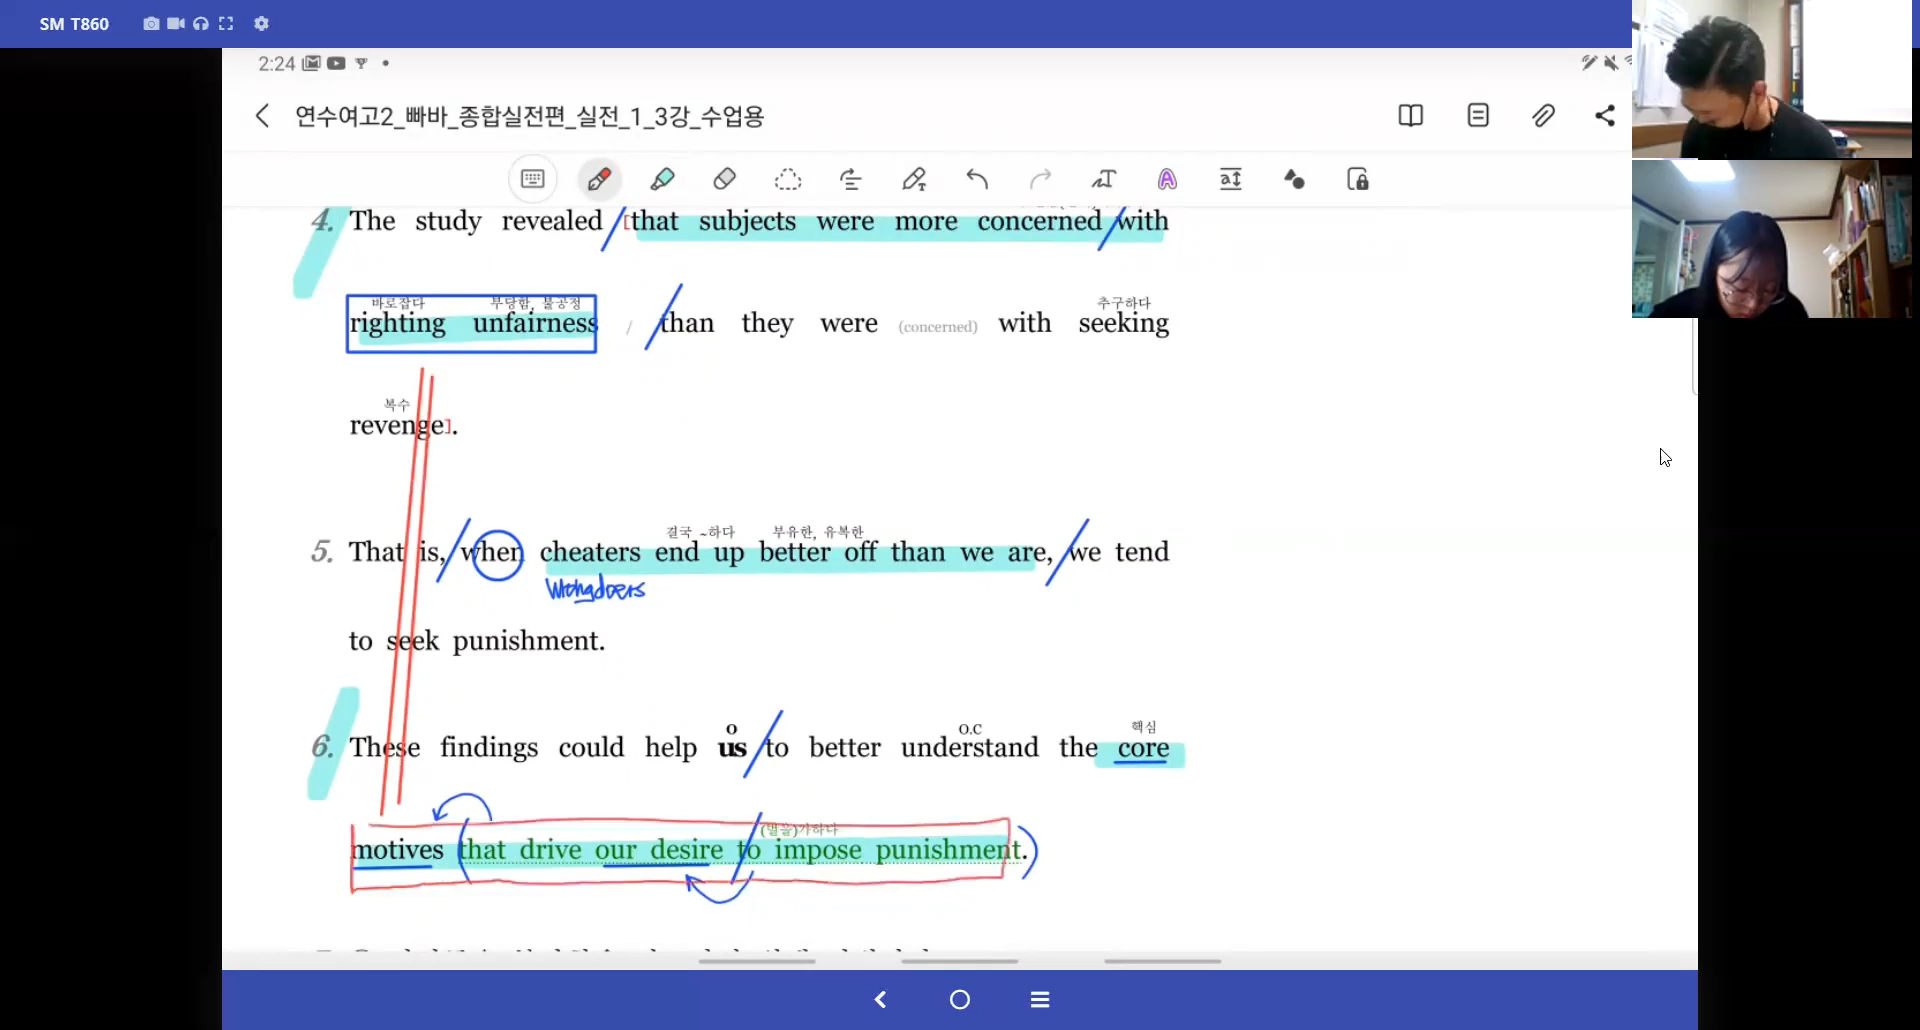 SM T860
2:24
연수여고2_빠바_종합실전편_실전_1_3강_수업용
4. The study revealed / [that subjects were more concerned / with
바로잡다 부당함, 불공정 추구하다
righting unfairness / than they were (concerned) with seeking
복수
revenge].
결국 ~하다 부유한, 유복한
5. That is, / when cheaters end up better off than we are, / we tend
wrongdoers
to seek punishment.
O O.C 핵심
6. These findings could help us / to better understand the core
(벌을)가하다
motives (that drive our desire / to impose punishment.)